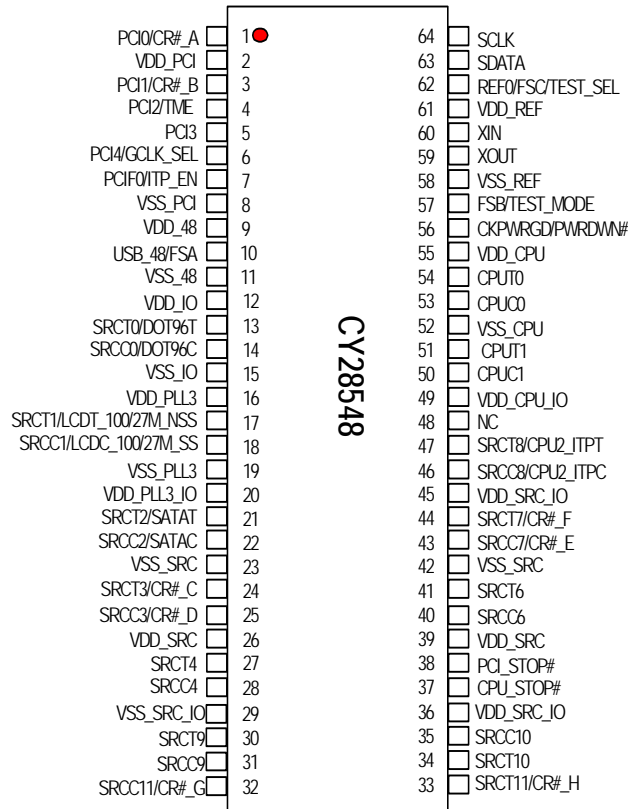 PCI0/CR#_A 1 64 SCLK
VDD_PCI 2 63 SDATA
PCI1/CR#_B 3 62 REF0/FSC/TEST_SEL
PCI2/TME 4 61 VDD_REF
PCI3 5 60 XIN
PCI4/GCLK_SEL 6 59 XOUT
PCIF0/ITP_EN 7 58 VSS_REF
VSS_PCI 8 57 FSB/TEST_MODE
VDD_48 9 56 CKPWRGD/PWRDWN#
USB_48/FSA 10 55 VDD_CPU
VSS_48 11 54 CPUT0
VDD_IO 12 53 CPUC0
SRCT0/DOT96T 13 52 VSS_CPU
SRCC0/DOT96C 14 51 CPUT1
VSS_IO 15 50 CPUC1
VDD_PLL3 16 49 VDD_CPU_IO
SRCT1/LCDT_100/27M_NSS 17 48 NC
SRCC1/LCDC_100/27M_SS 18 47 SRCT8/CPU2_ITPT
VSS_PLL3 19 46 SRCC8/CPU2_ITPC
VDD_PLL3_IO 20 45 VDD_SRC_IO
SRCT2/SATAT 21 44 SRCT7/CR#_F
SRCC2/SATAC 22 43 SRCC7/CR#_E
VSS_SRC 23 42 VSS_SRC
SRCT3/CR#_C 24 41 SRCT6
SRCC3/CR#_D 25 40 SRCC6
VDD_SRC 26 39 VDD_SRC
SRCT4 27 38 PCI_STOP#
SRCC4 28 37 CPU_STOP#
VSS_SRC_IO 29 36 VDD_SRC_IO
SRCT9 30 35 SRCC10
SRCC9 31 34 SRCT10
SRCC11/CR#_G 32 33 SRCT11/CR#_H
CY28548